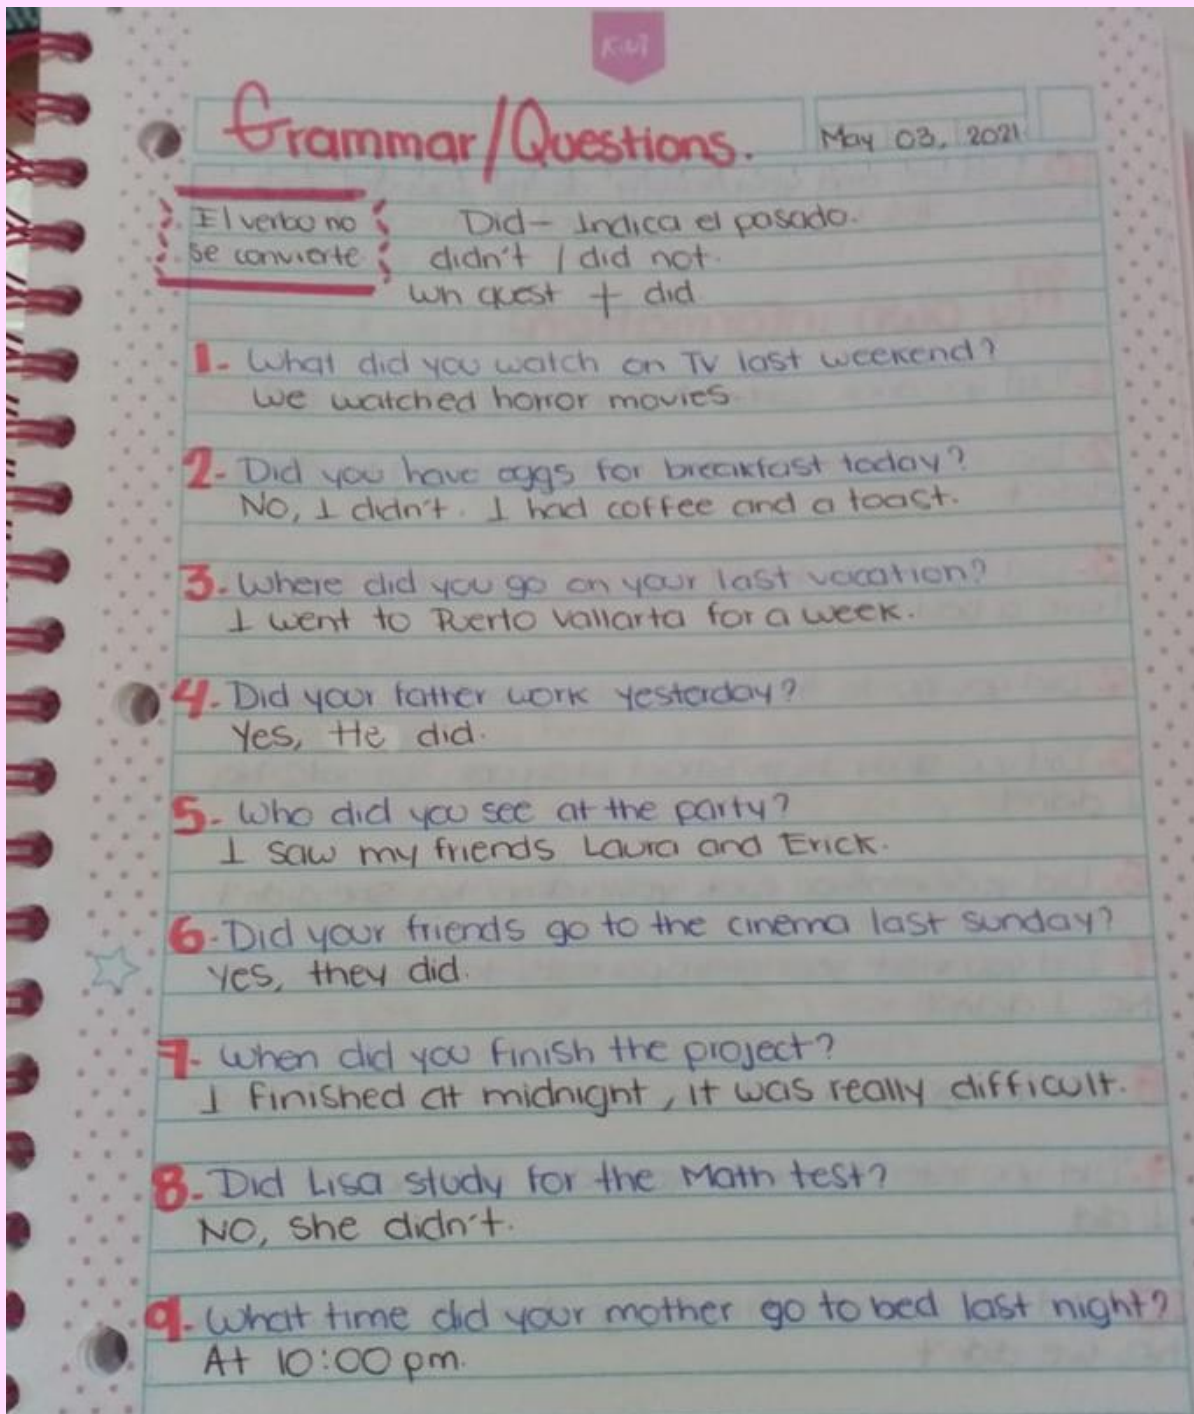 Kiut
Grammar/Questions.
May 03, 2021
El verbo no
se convierte
Did - Indica el pasado.
didn't / did not.
Wh quest + did
1- What did you watch on TV last weekend?
We watched horror movies.
2- Did you have eggs for breakfast today?
No, I didn't. I had coffee and a toast.
3- Where did you go on your last vacation?
I went to Puerto Vallarta for a week.
4- Did your father work yesterday?
Yes, He did.
5- Who did you see at the party?
I saw my friends Laura and Erick.
6- Did your friends go to the cinema last sunday?
Yes, they did.
7- When did you finish the project?
I finished at midnight, it was really difficult.
8- Did Lisa study for the Math test?
NO, she didn't.
9- What time did your mother go to bed last night?
At 10:00 pm.